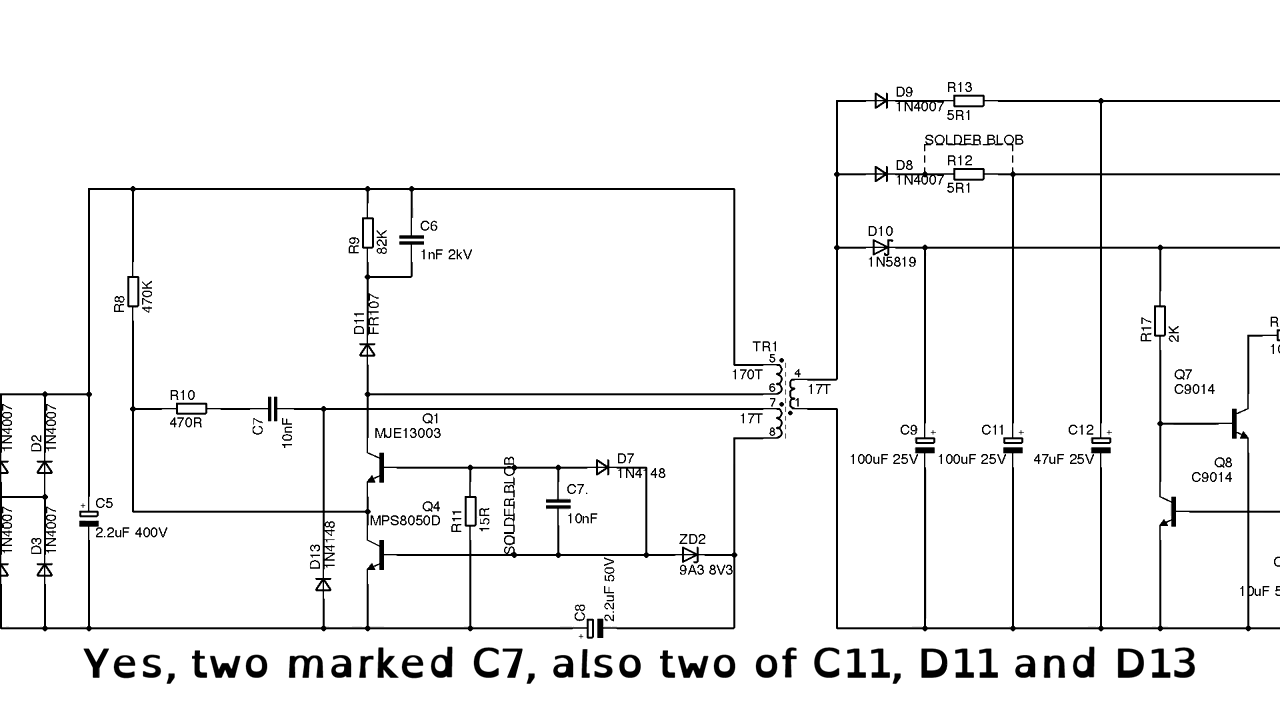 D9
1N4007
R13
5R1
SOLDER BLOB
D8
1N4007
R12
5R1
D10
1N5819
R9
82K
C6
1nF 2kV
R8
470K
D11
FR107
TR1
5
170T
6
7
17T
8
4
17T
1
R17
2K
Q7
C9014
R10
470R
C7
10nF
Q1
MJE13003
1N4007
D2
1N4007
C9
+
100uF 25V
C11
+
100uF 25V
C12
+
47uF 25V
Q8
C9014
D7
1N4148
C7.
10nF
SOLDER BLOB
R11
15R
Q4
MPS8050D
+
C5
2.2uF 400V
1N4007
D3
1N4007
D13
1N4148
ZD2
9A3 8V3
C8
+
2.2uF 50V
Yes, two marked C7, also two of C11, D11 and D13